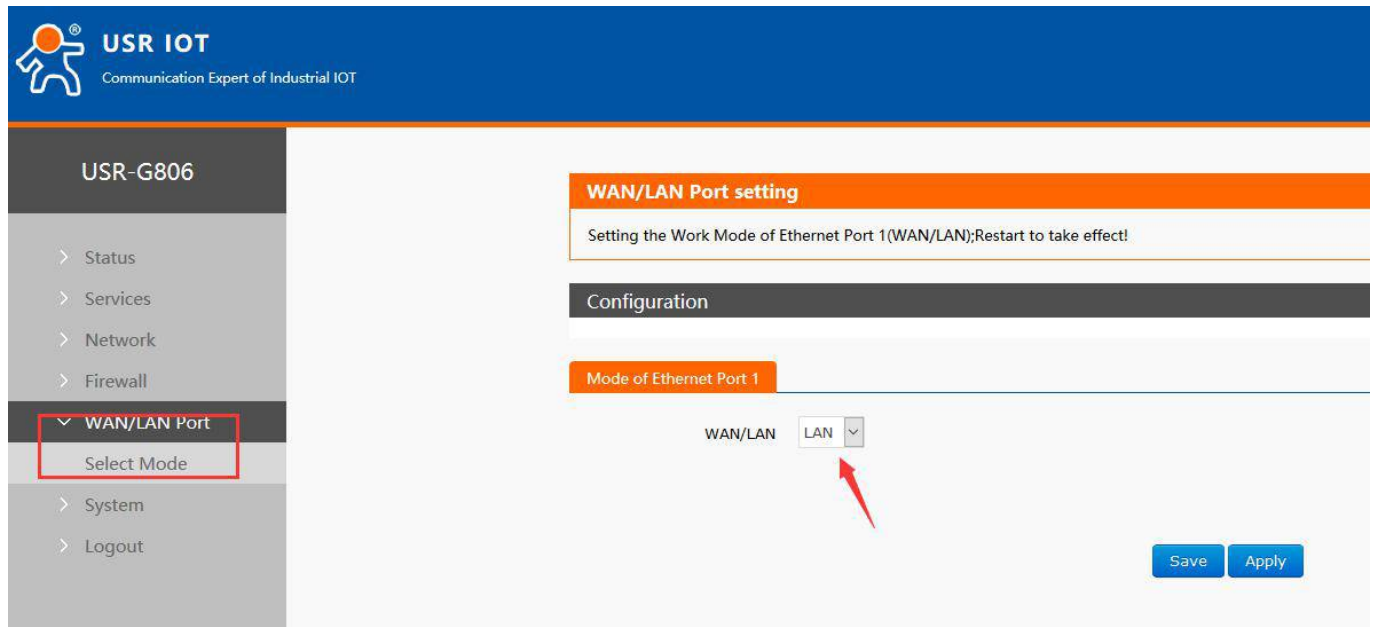 ®
USR IOT
Communication Expert of Industrial IOT
USR-G806
Status
Services
Network
Firewall
WAN/LAN Port
Select Mode
System
Logout
WAN/LAN Port setting
Setting the Work Mode of Ethernet Port 1(WAN/LAN);Restart to take effect!
Configuration
Mode of Ethernet Port 1
WAN/LAN LAN
Save Apply